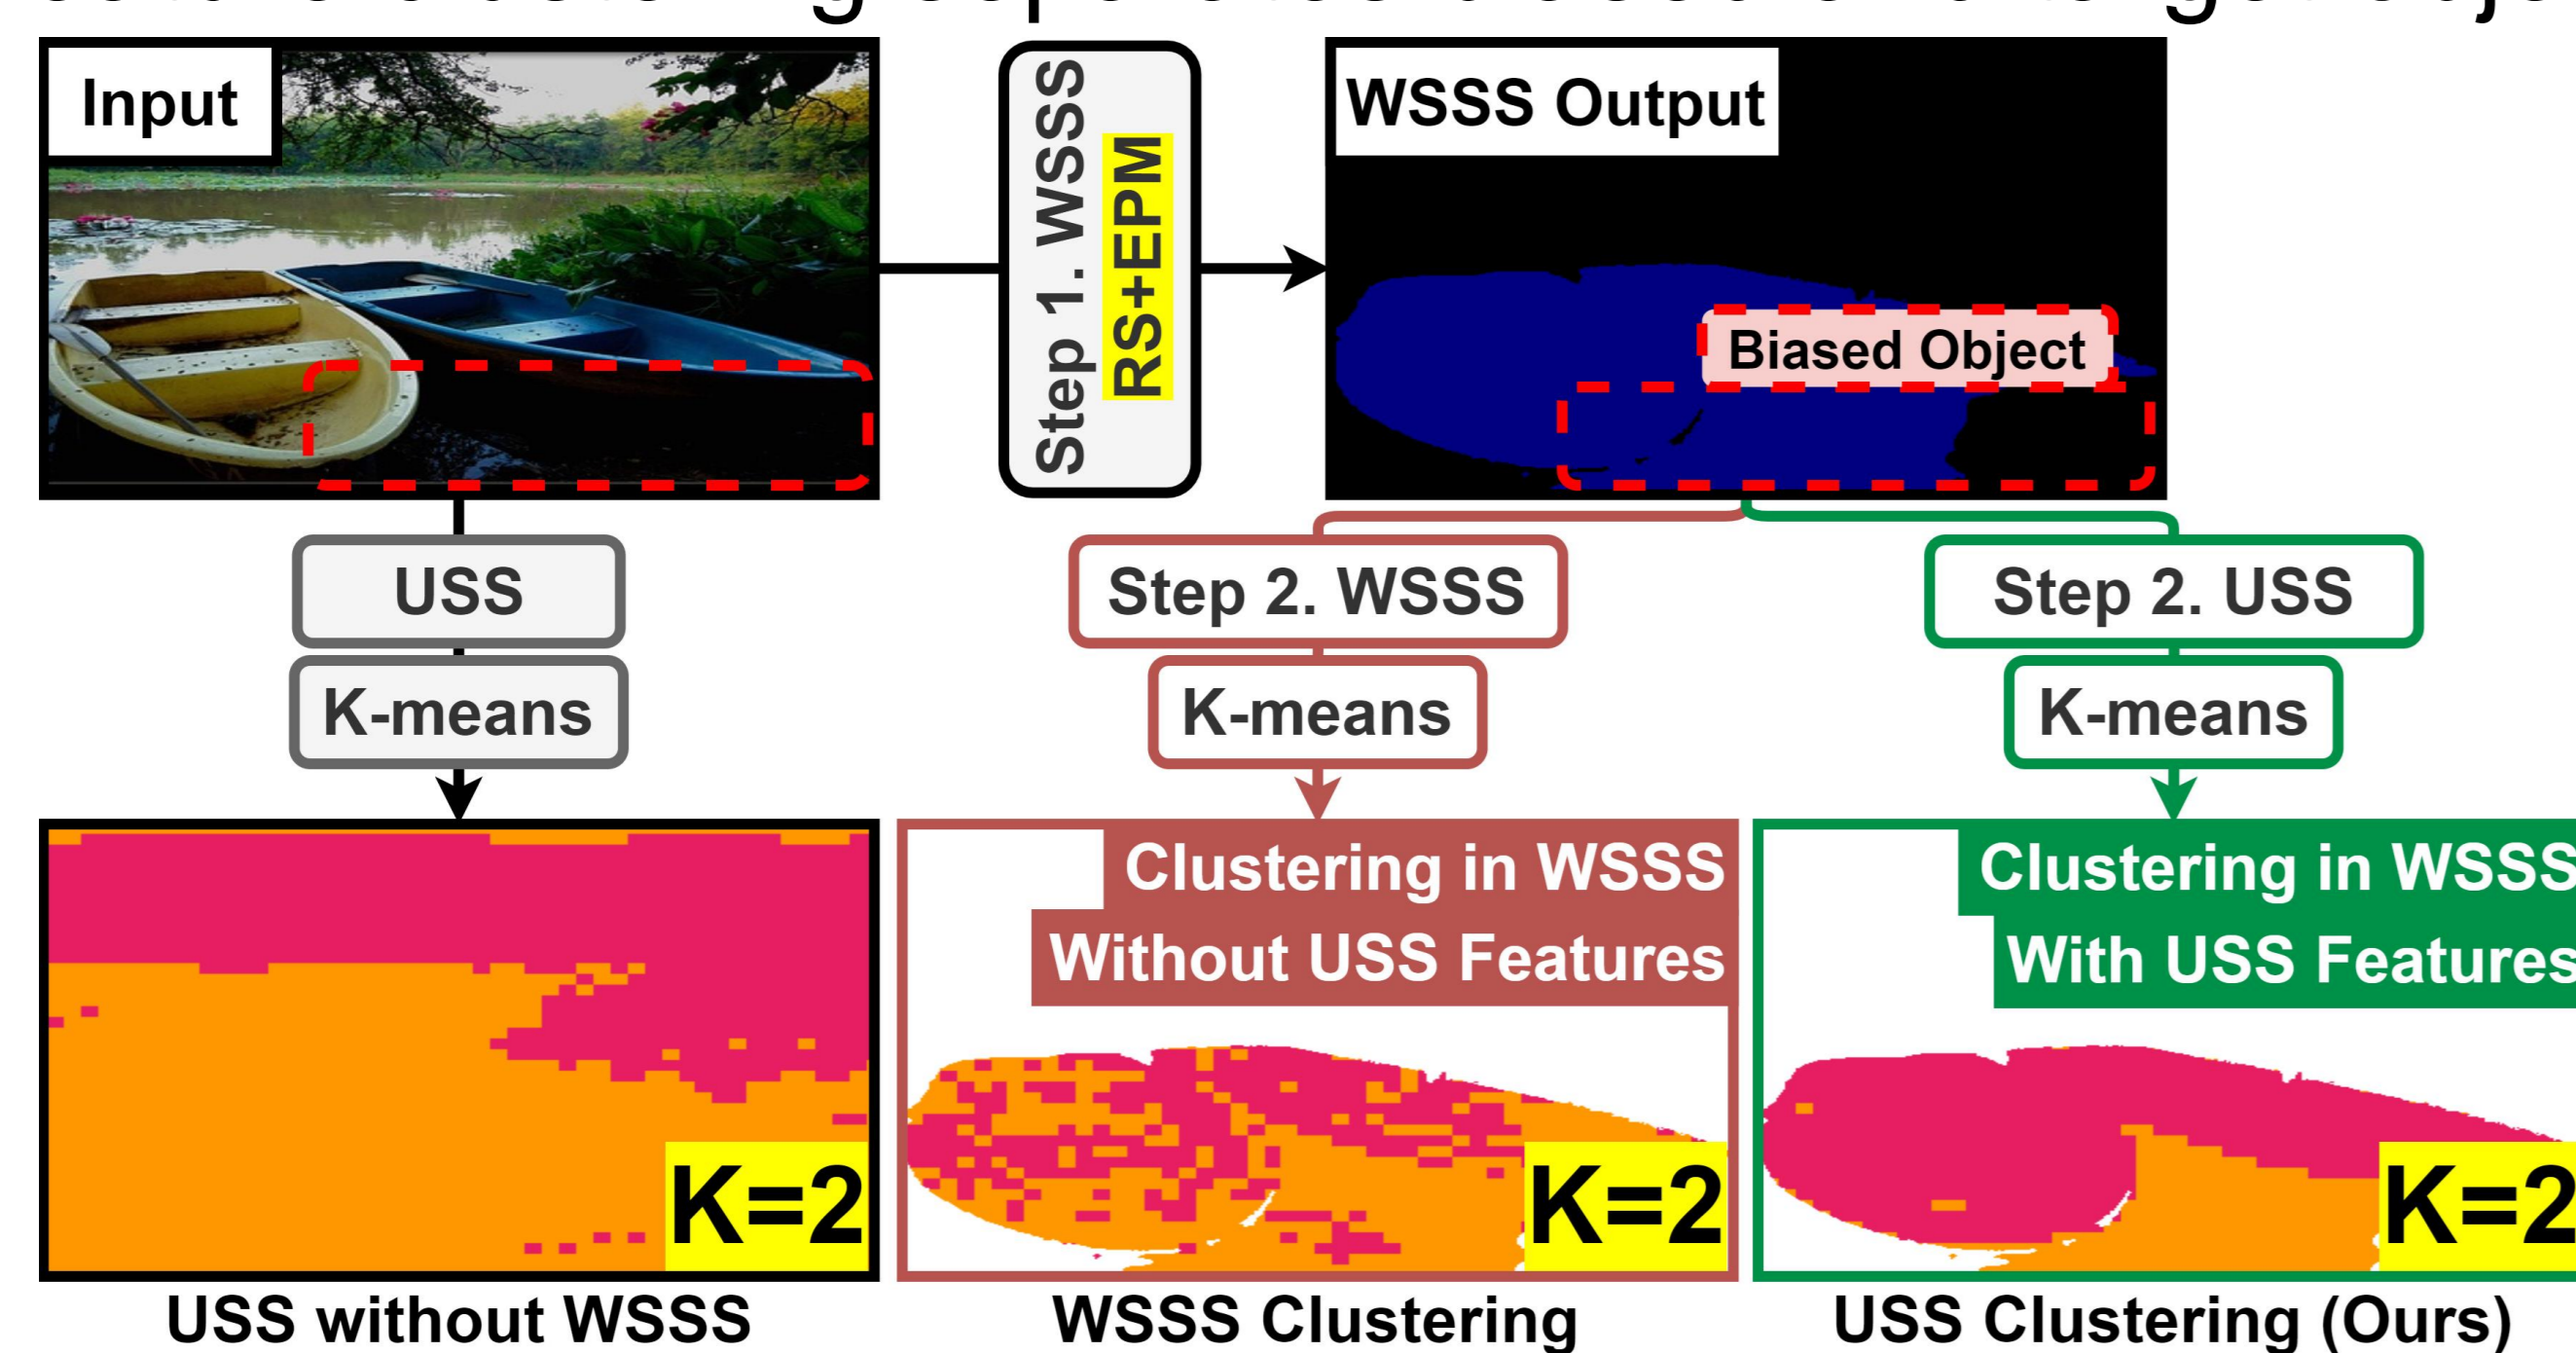 Input
Step 1. WSSS
RS+EPM
WSSS Output
Biased Object
USS
K-means
Step 2. WSSS
K-means
Step 2. USS
K-means
K=2
Clustering in WSSS
Without USS Features
K=2
Clustering in WSSS
With USS Features
K=2
USS without WSSS
WSSS Clustering
USS Clustering (Ours)